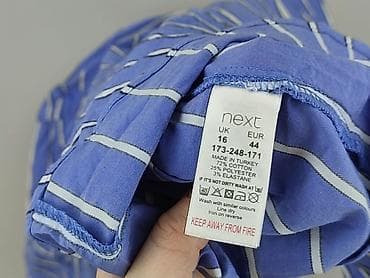 next
UK EUR
16 44
173-248-171
MADE IN TURKEY
72% COTTON
25% POLYESTER
3% ELASTANE
IF IT'S NOT DIRTY WASH AT
Wash with similar colours
Line dry
Iron on reverse
KEEP AWAY FROM FIRE